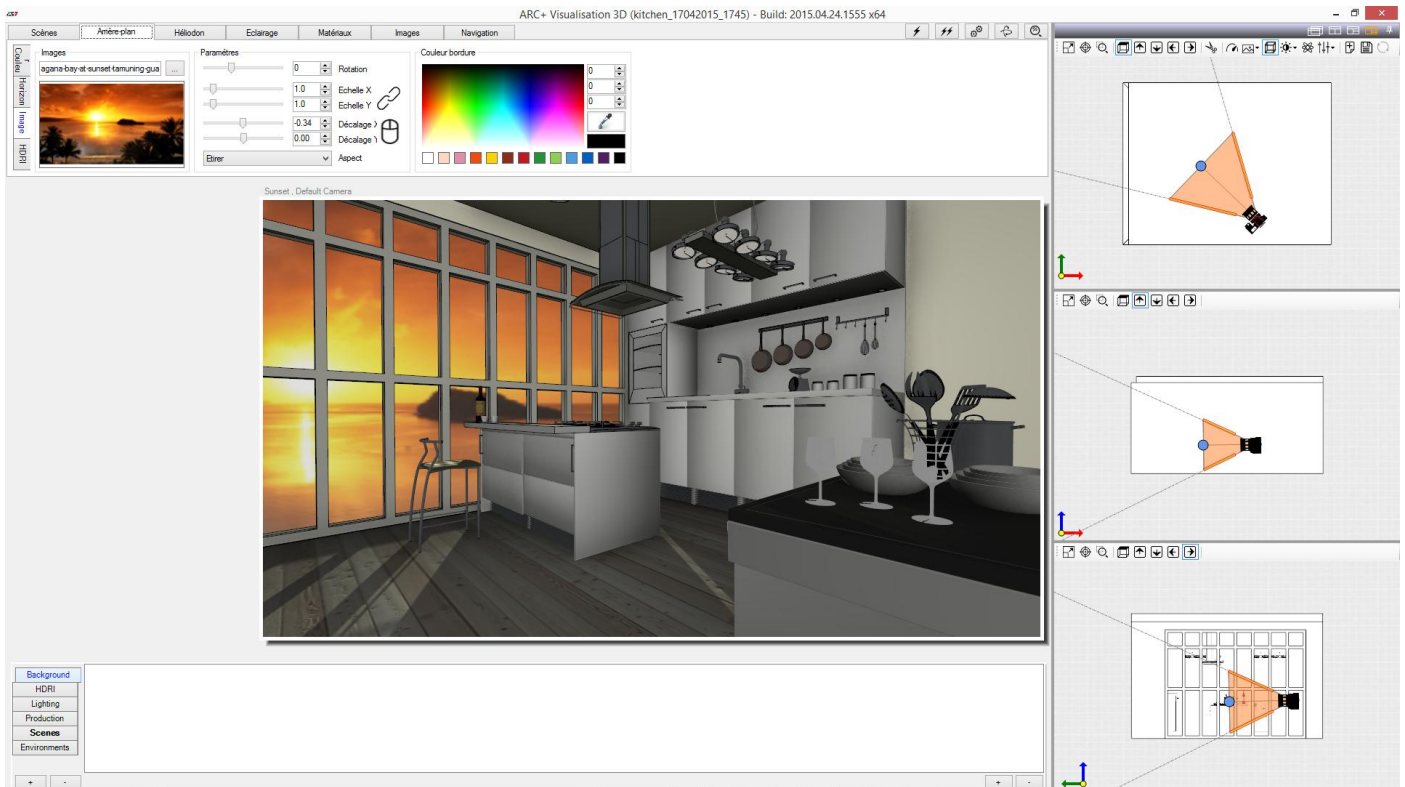 ARC+ Visualisation 3D (kitchen_17042015_1745) - Build: 2015.04.24.1555 x64
Scènes Arrière-plan Héliodon Eclairage Matériaux Images Navigation
Couleur
Horizon
Image
HDRI
Images
agana-bay-at-sunset-tamuning-gua ...
Paramètres
0 Rotation
1.0 Echelle X
1.0 Echelle Y
-0.34 Décalage
0.00 Décalage
Etirer Aspect
Couleur bordure
0
0
0
Sunset , Default Camera
Background
HDRI
Lighting
Production
Scenes
Environments
+ - + -